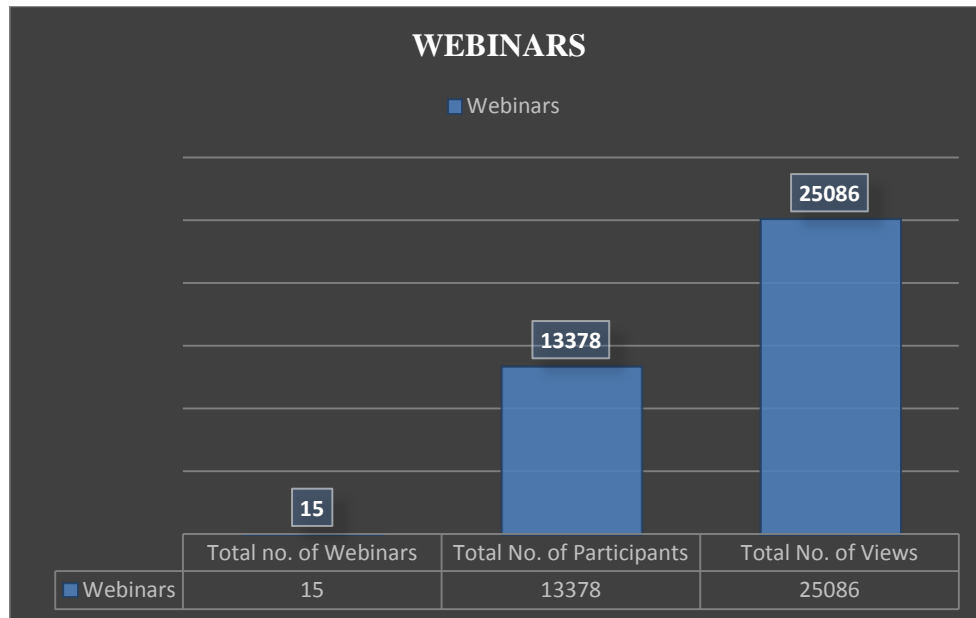 WEBINARS
Webinars
25086
13378
15
Total no. of Webinars Total No. of Participants Total No. of Views
Webinars 15 13378 25086